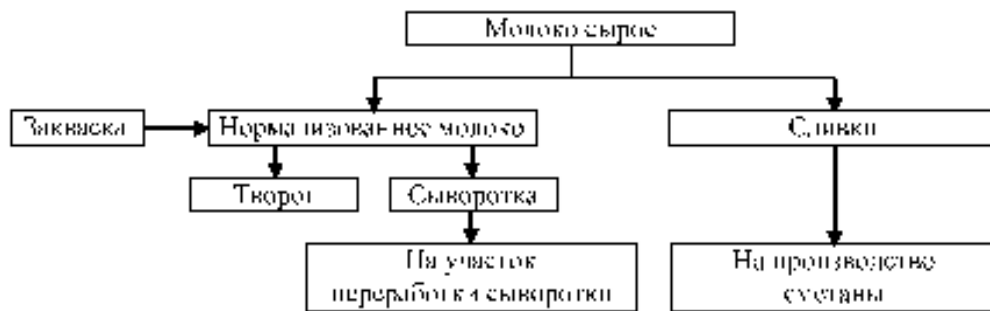 Молоко сырое
Закваска
Нормализованное молоко
Сливки
Творог
Сыворотка
На участок
переработки сыворотки
На производство
сметаны